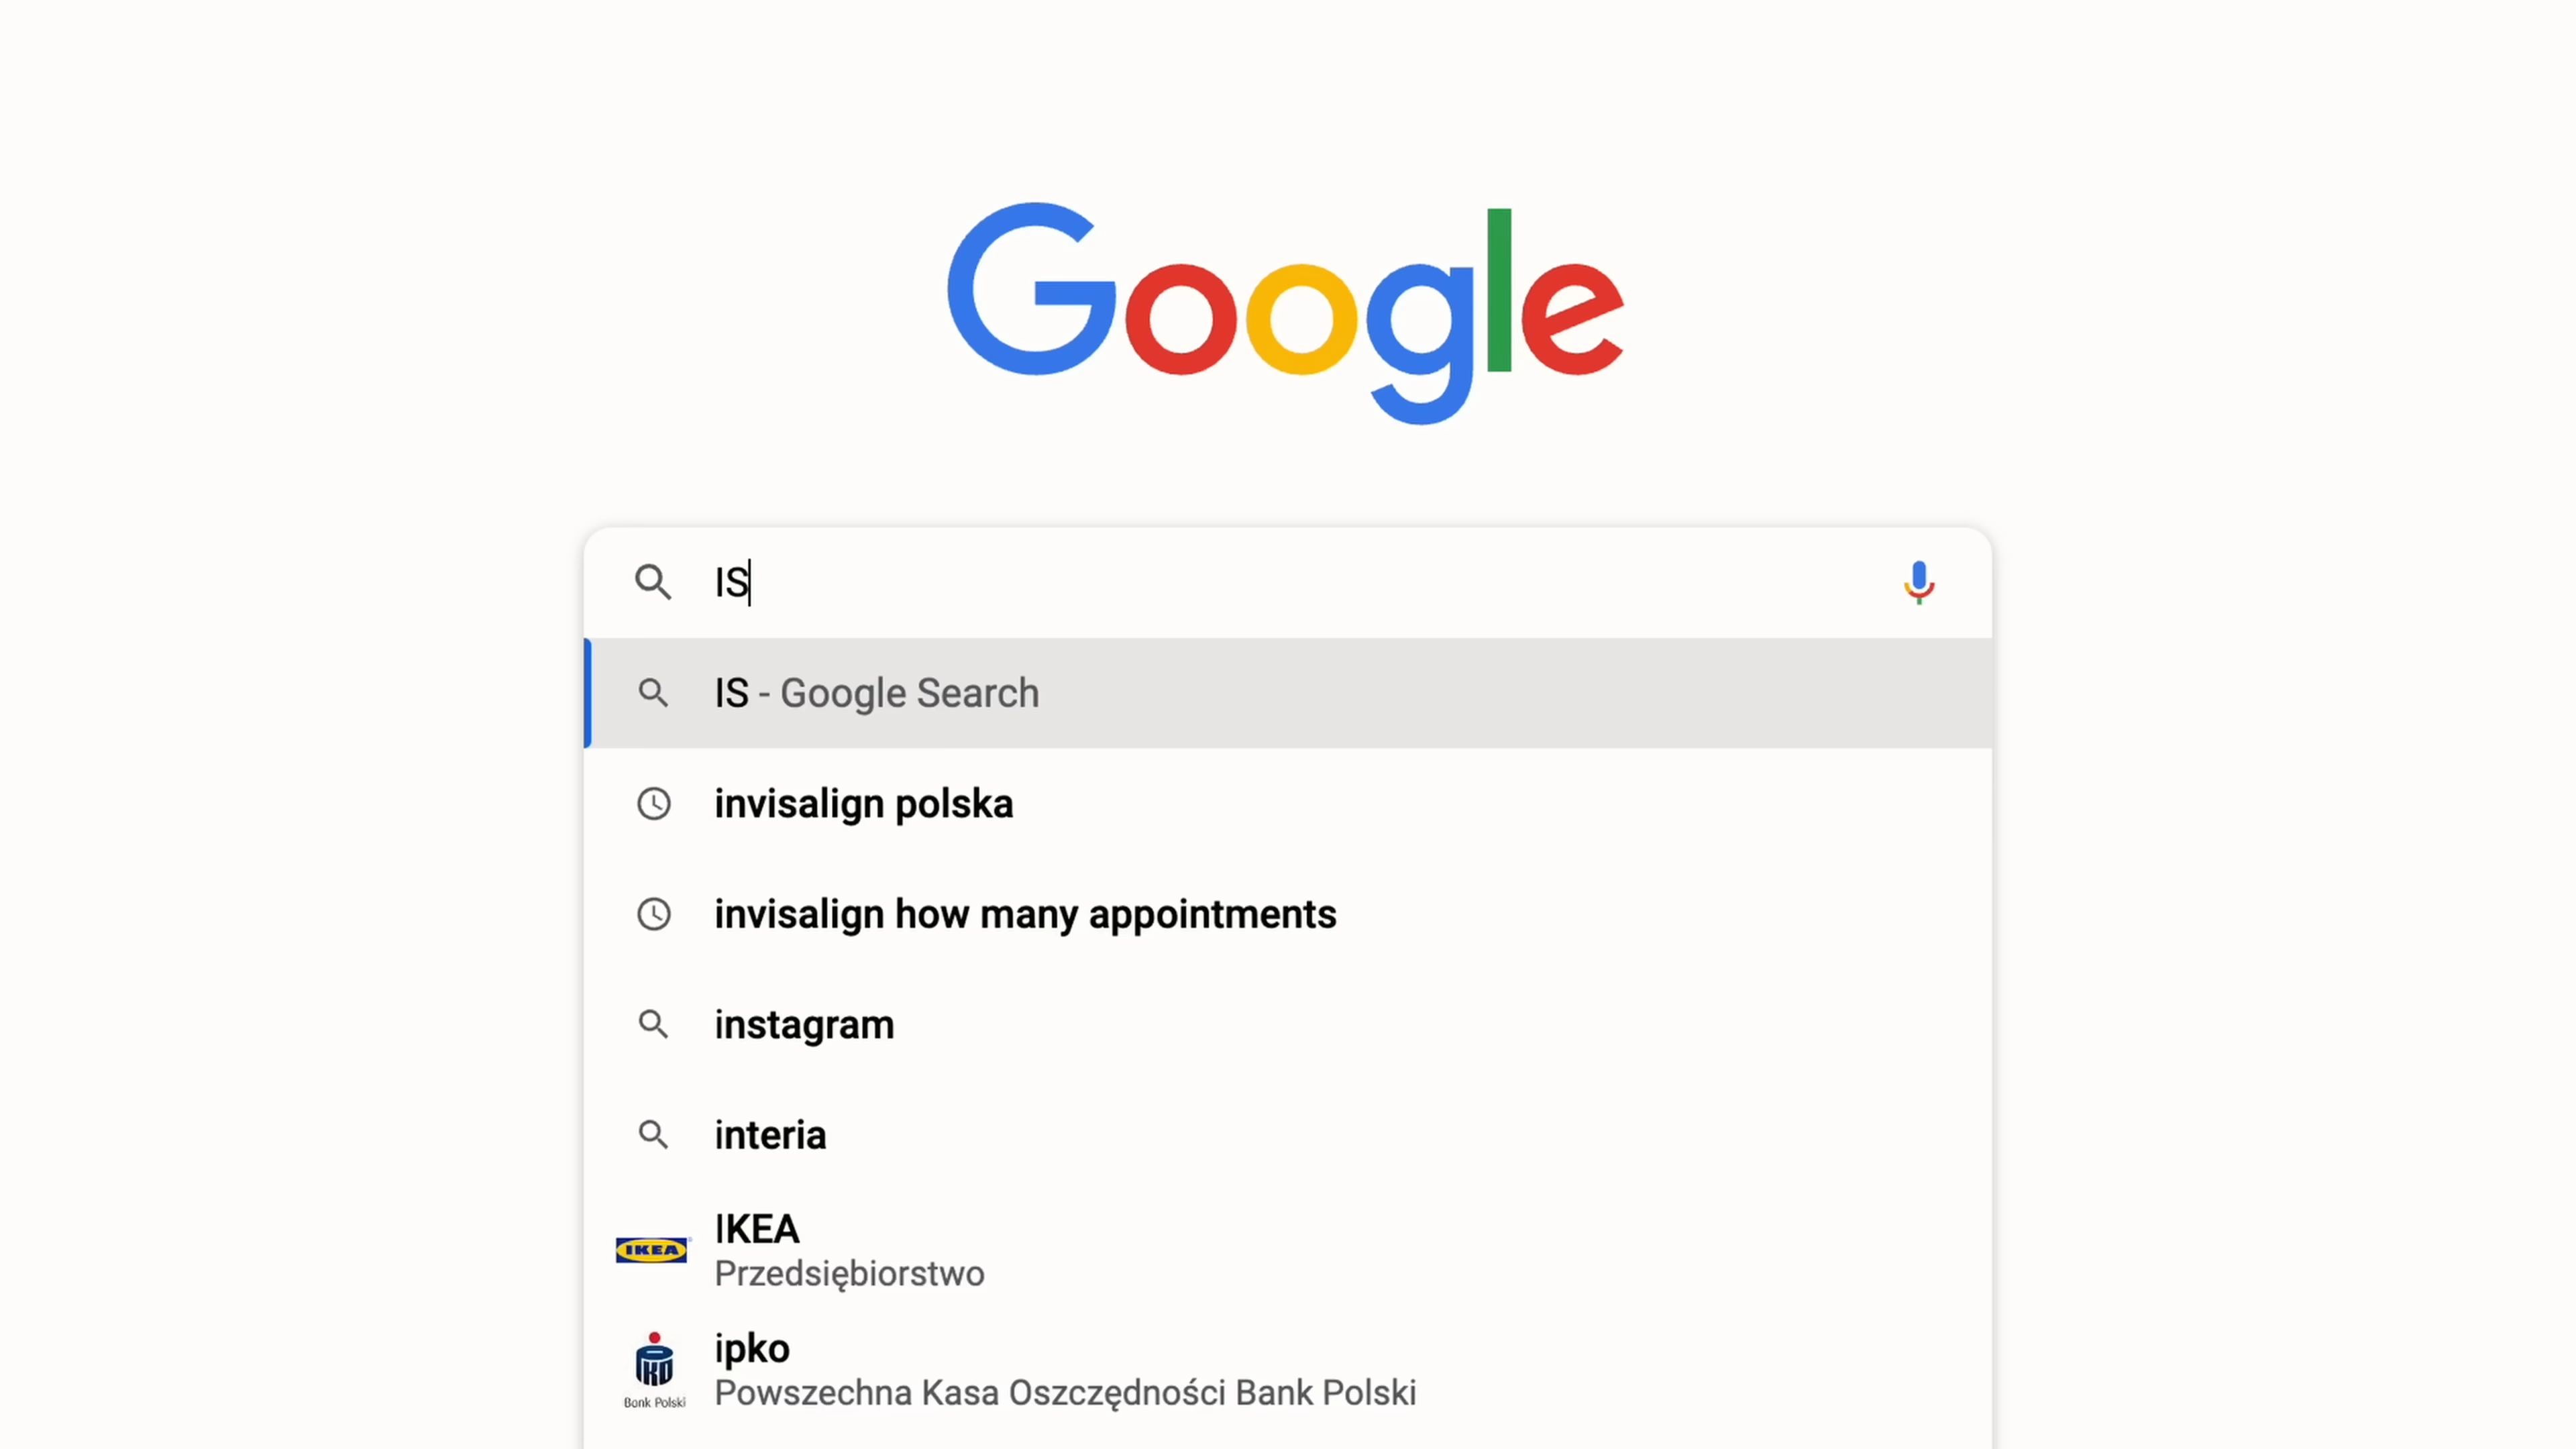 Google
IS
IS - Google Search
invisalign polska
invisalign how many appointments
instagram
interia
IKEA
IKEA
Przedsiębiorstwo
ipko
Bank Polski
Powszechna Kasa Oszczędności Bank Polski